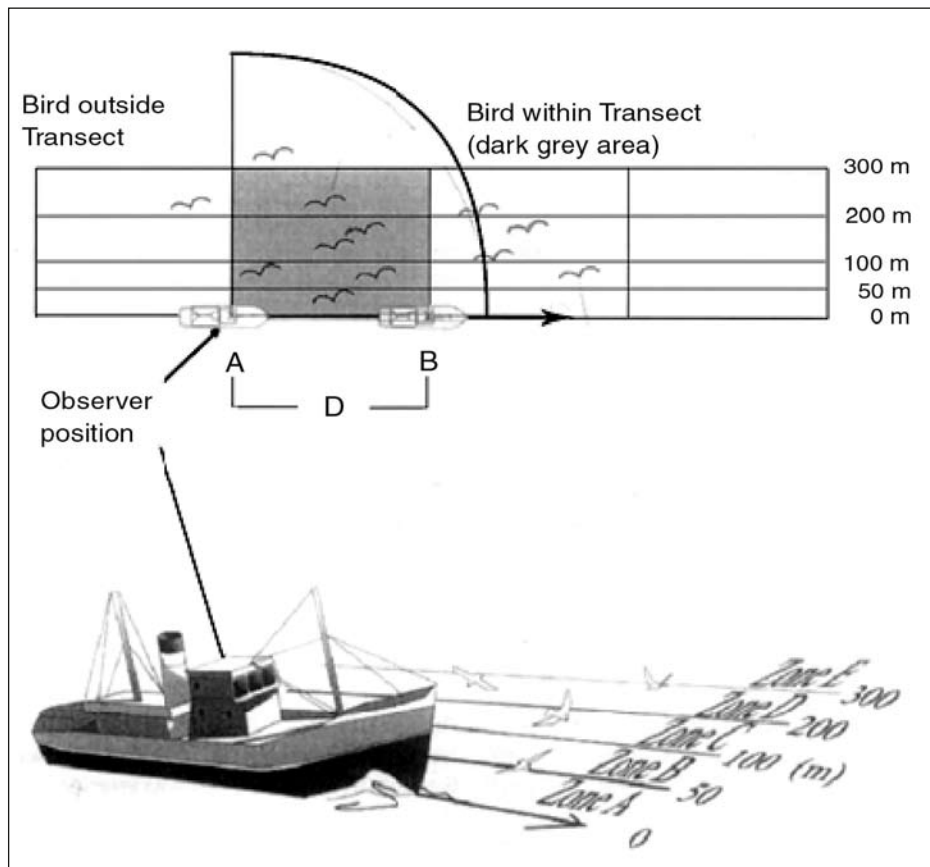 Bird outside
Transect
Bird within Transect
(dark grey area)
300 m
200 m
100 m
50 m
0 m
A
B
D
Observer
position
Zone E
300
Zone D
200
Zone C
100 (m)
Zone B
50
Zone A
0